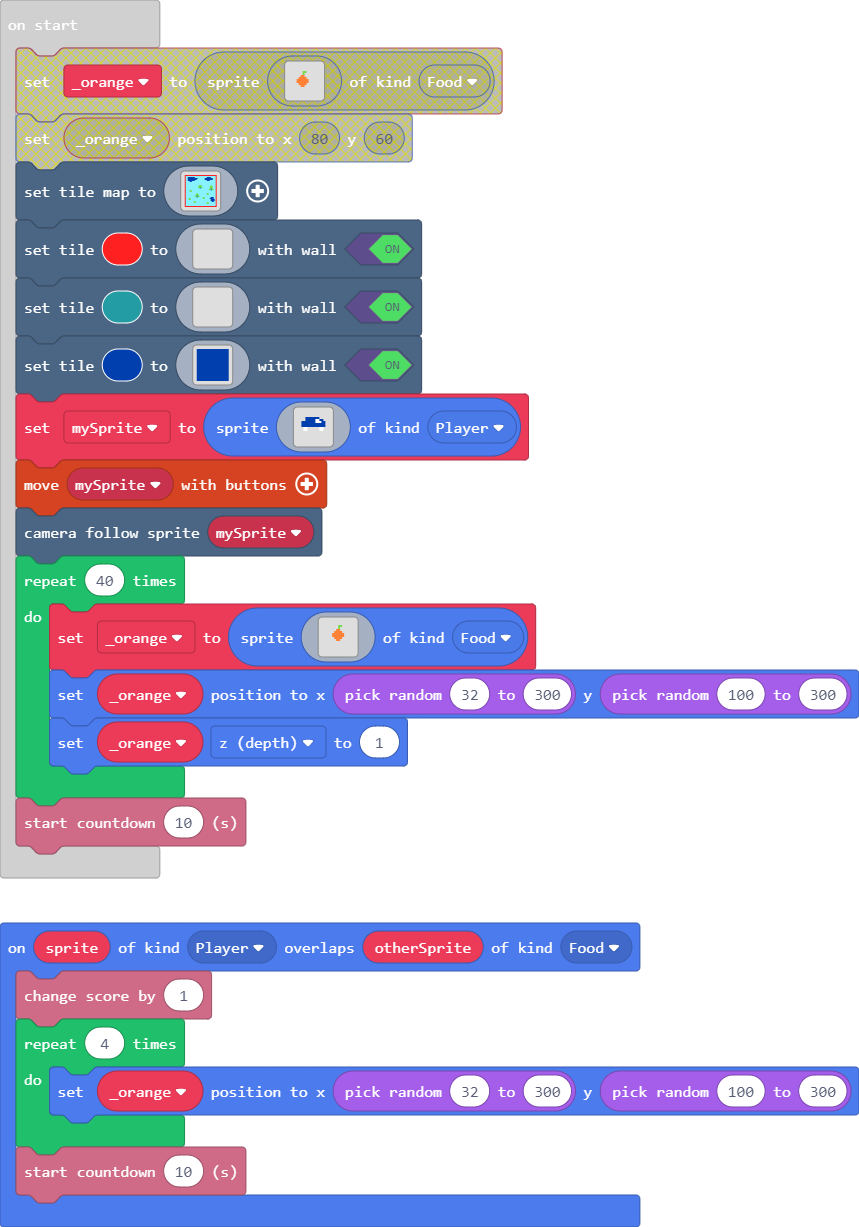 on start
set _orange to sprite of kind Food
set _orange position to x 80 y 60
set tile map to
set tile to with wall ON
set tile to with wall ON
set tile to with wall ON
set mySprite to sprite of kind Player
move mySprite with buttons
camera follow sprite mySprite
repeat 40 times
do
set _orange to sprite of kind Food
set _orange position to x pick random 32 to 300 y pick random 100 to 300
set _orange z (depth) to 1
start countdown 10 (s)
on sprite of kind Player overlaps otherSprite of kind Food
change score by 1
repeat 4 times
do set _orange position to x pick random 32 to 300 y pick random 100 to 300
start countdown 10 (s)